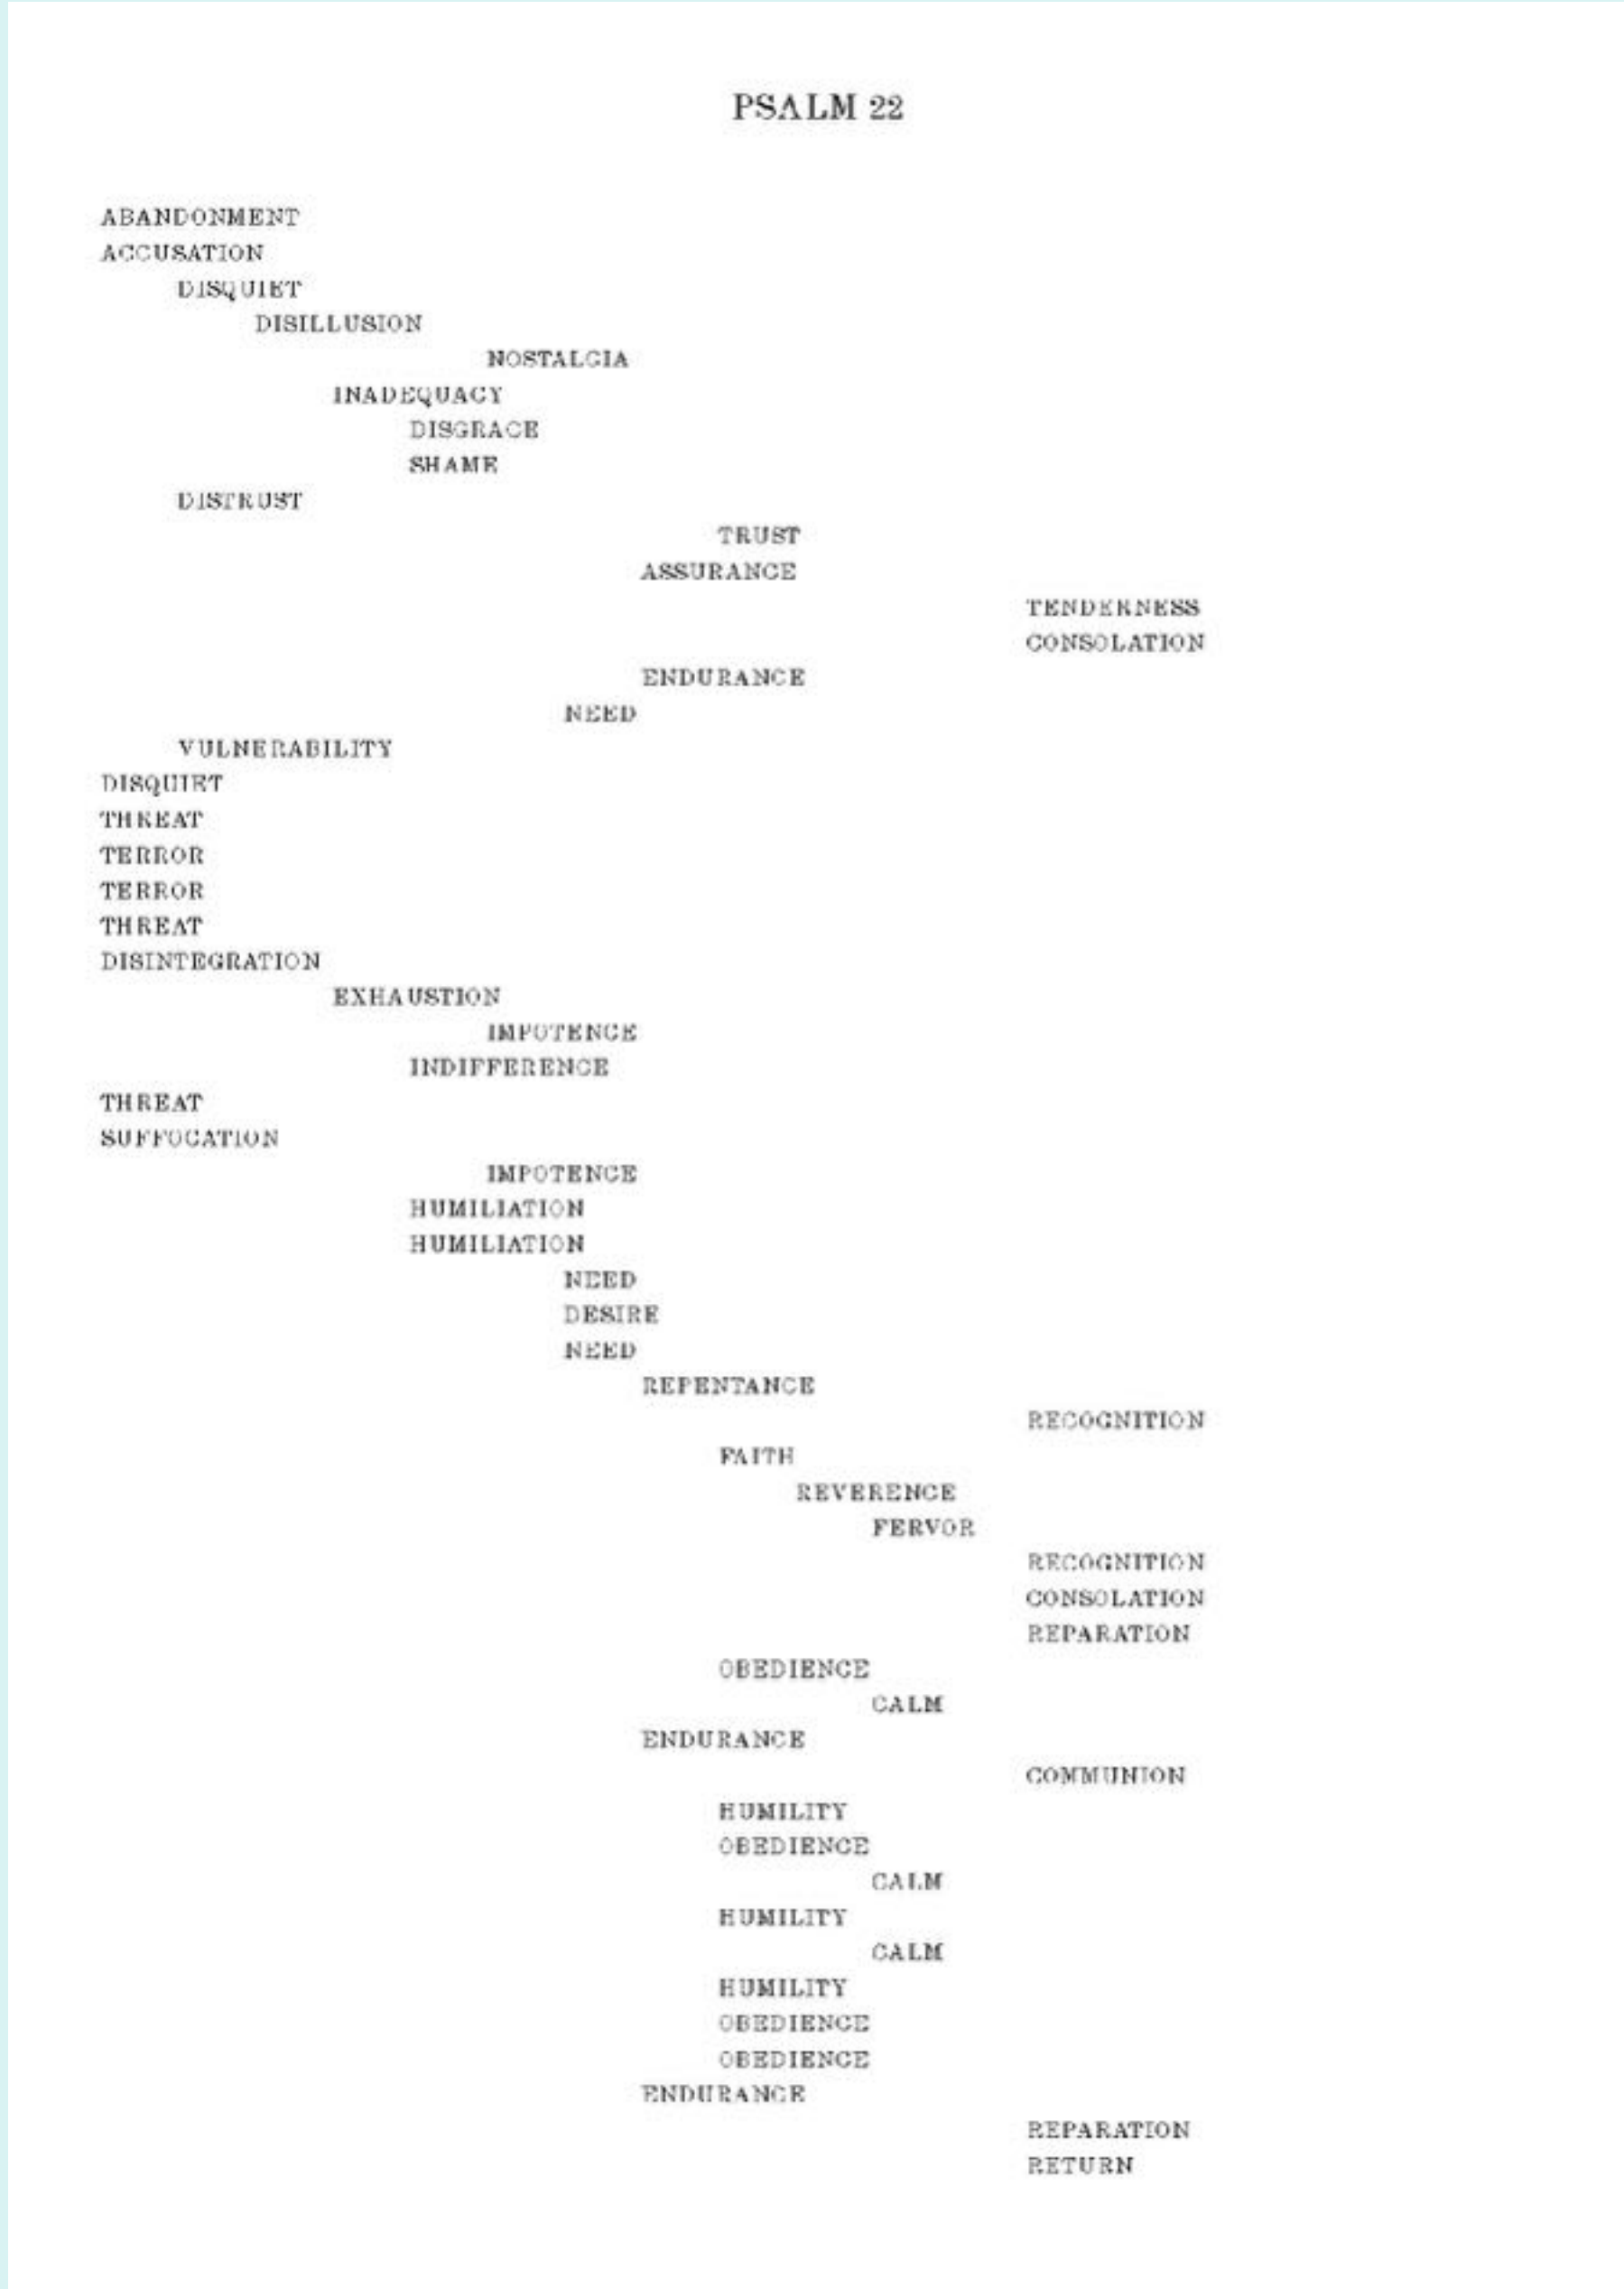 PSALM 22
ABANDONMENT
ACCUSATION
DISQUIET
DISILLUSION
NOSTALGIA
INADEQUACY
DISGRACE
SHAME
DISTRUST
TRUST
ASSURANCE
TENDERNESS
CONSOLATION
ENDURANCE
NEED
VULNERABILITY
DISQUIET
THREAT
TERROR
TERROR
THREAT
DISINTEGRATION
EXHAUSTION
IMPOTENCE
INDIFFERENCE
THREAT
SUFFOCATION
IMPOTENCE
HUMILIATION
HUMILIATION
NEED
DESIRE
NEED
REPENTANCE
RECOGNITION
FAITH
REVERENCE
FERVOR
RECOGNITION
CONSOLATION
REPARATION
OBEDIENCE
CALM
ENDURANCE
COMMUNION
HUMILITY
OBEDIENCE
CALM
HUMILITY
CALM
HUMILITY
OBEDIENCE
OBEDIENCE
ENDURANCE
REPARATION
RETURN